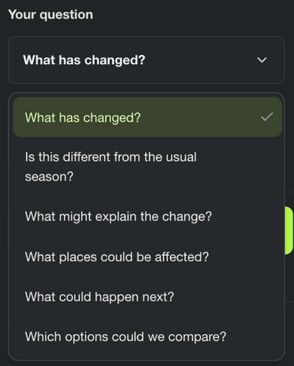 Your question
What has changed?
What has changed?
Is this different from the usual
season?
What might explain the change?
What places could be affected?
What could happen next?
Which options could we compare?